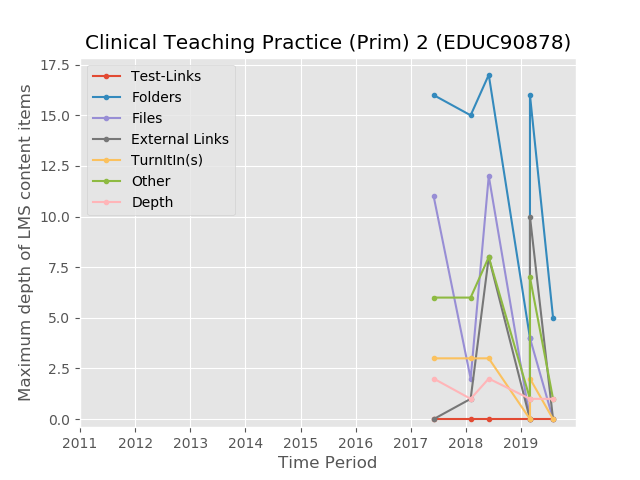 Clinical Teaching Practice (Prim) 2 (EDUC90878)
Maximum depth of LMS content items
17.5
15.0
12.5
10.0
7.5
5.0
2.5
0.0
Test-Links
Folders
Files
External Links
TurnItIn(s)
Other
Depth
2011 2012 2013 2014 2015 2016 2017 2018 2019
Time Period